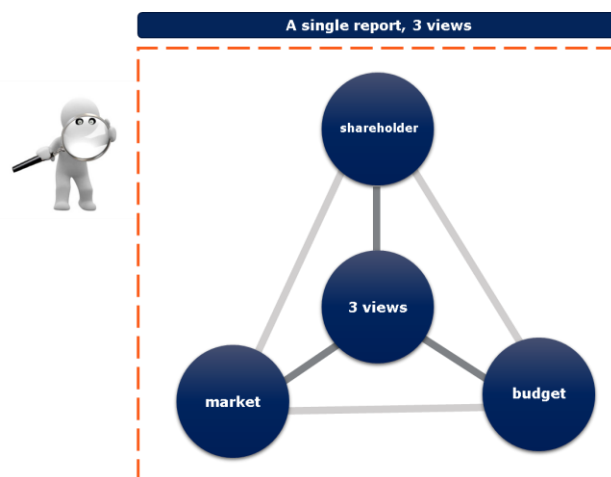 A single report, 3 views
shareholder
3 views
market
budget